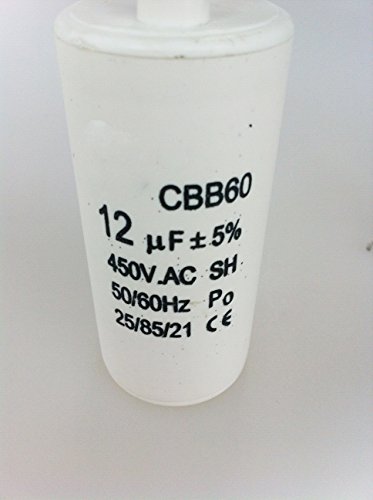 CBB60
12 µF ± 5%
450V.AC SH
50/60Hz Po
25/85/21 CE